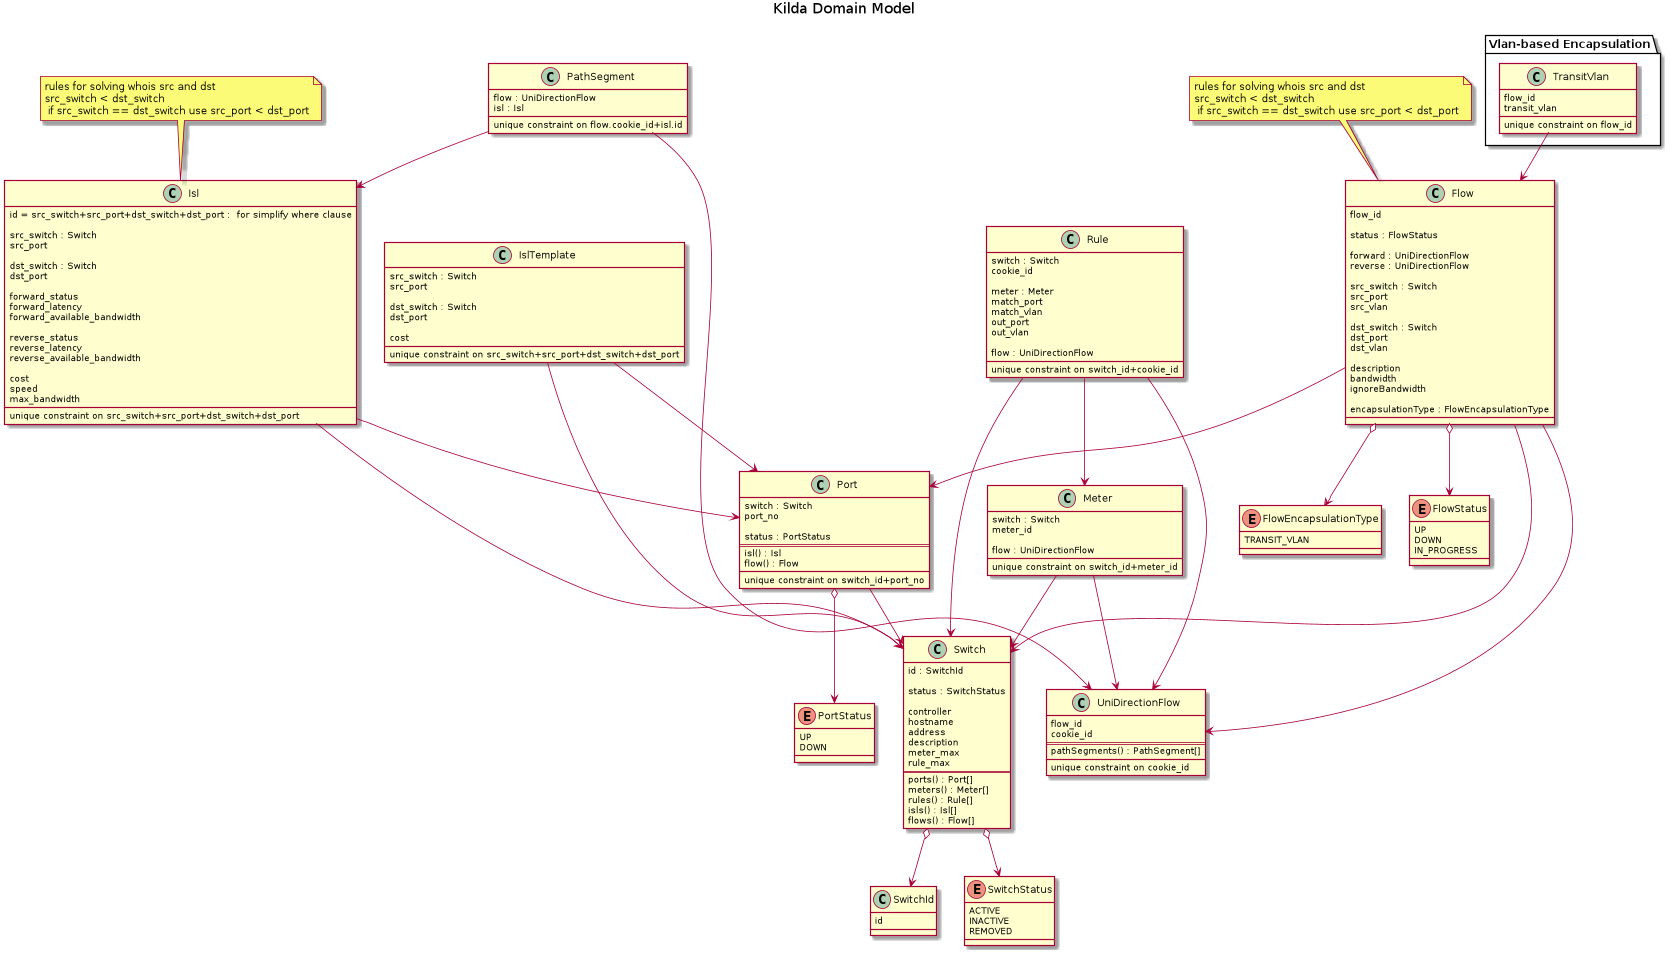 Kilda Domain Model
rules for solving whois src and dst
src_switch < dst_switch
if src_switch == dst_switch use src_port < dst_port
C PathSegment
flow : UniDirectionFlow
isl : Isl
unique constraint on flow.cookie_id+isl.id
rules for solving whois src and dst
src_switch < dst_switch
if src_switch == dst_switch use src_port < dst_port
Vlan-based Encapsulation
C TransitVlan
flow_id
transit_vlan
unique constraint on flow_id
C Isl
id = src_switch+src_port+dst_switch+dst_port : for simplify where clause
src_switch : Switch
src_port
dst_switch : Switch
dst_port
forward_status
forward_latency
forward_available_bandwidth
reverse_status
reverse_latency
reverse_available_bandwidth
cost
speed
max_bandwidth
unique constraint on src_switch+src_port+dst_switch+dst_port
C IslTemplate
src_switch : Switch
src_port
dst_switch : Switch
dst_port
cost
unique constraint on src_switch+src_port+dst_switch+dst_port
C Rule
switch : Switch
cookie_id
meter : Meter
match_port
match_vlan
out_port
out_vlan
flow : UniDirectionFlow
unique constraint on switch_id+cookie_id
C Flow
flow_id
status : FlowStatus
forward : UniDirectionFlow
reverse : UniDirectionFlow
src_switch : Switch
src_port
src_vlan
dst_switch : Switch
dst_port
dst_vlan
description
bandwidth
ignoreBandwidth
encapsulationType : FlowEncapsulationType
C Port
switch : Switch
port_no
status : PortStatus
isl() : Isl
flow() : Flow
unique constraint on switch_id+port_no
C Meter
switch : Switch
meter_id
flow : UniDirectionFlow
unique constraint on switch_id+meter_id
E FlowEncapsulationType
TRANSIT_VLAN
E FlowStatus
UP
DOWN
IN_PROGRESS
C Switch
id : SwitchId
status : SwitchStatus
controller
hostname
address
description
meter_max
rule_max
ports() : Port[]
meters() : Meter[]
rules() : Rule[]
isls() : Isl[]
flows() : Flow[]
C UniDirectionFlow
flow_id
cookie_id
pathSegments() : PathSegment[]
unique constraint on cookie_id
E PortStatus
UP
DOWN
C SwitchId
id
E SwitchStatus
ACTIVE
INACTIVE
REMOVED